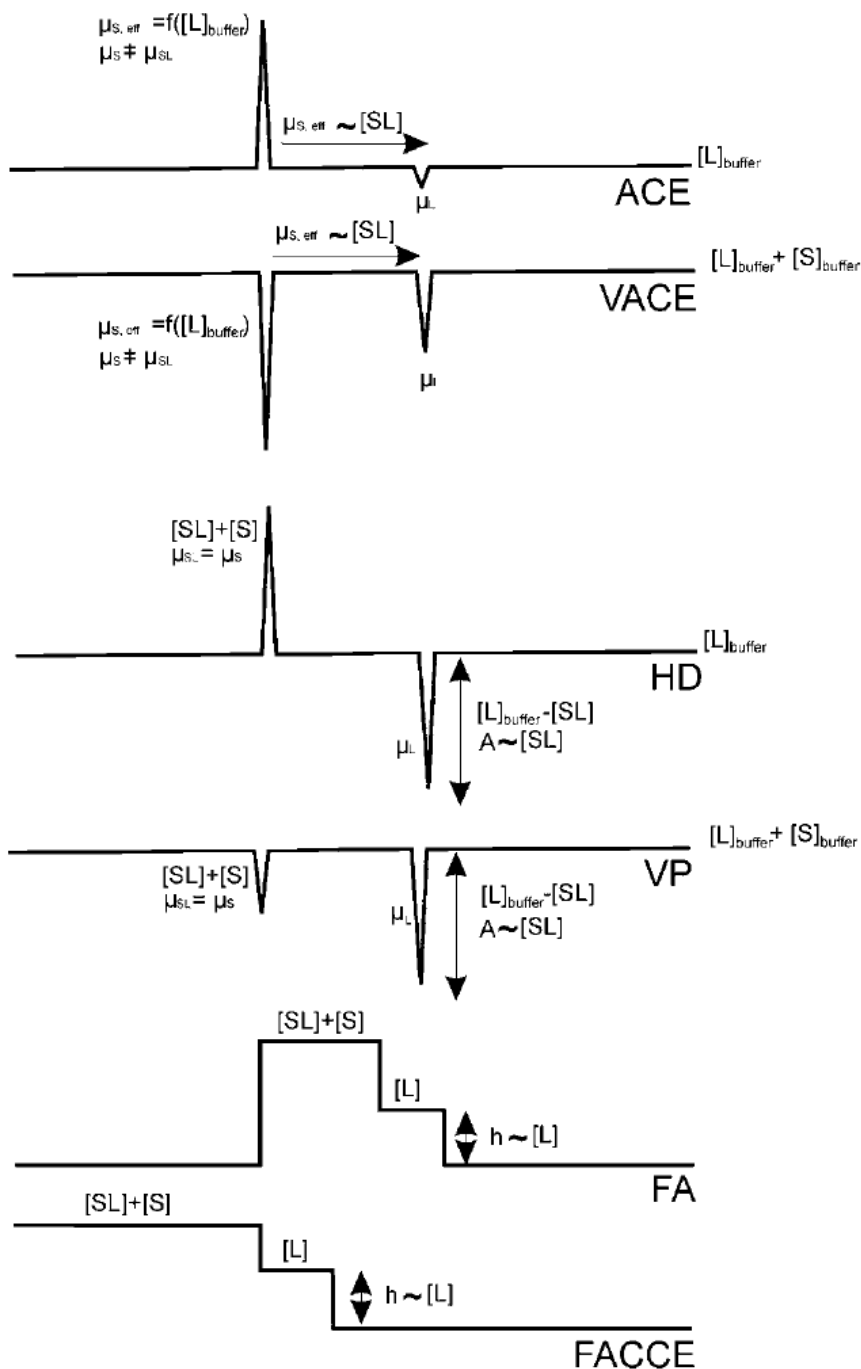 μS, eff =f([L]buffer)
μS ≠ μSL
μS, eff ~[SL]
[L]buffer
μL
ACE
μS, eff ~[SL]
[L]buffer+ [S]buffer
VACE
μS, eff =f([L]buffer)
μS ≠ μSL
μL
[SL]+[S]
μSL= μS
[L]buffer
HD
[L]buffer-[SL]
μL
A~[SL]
[L]buffer+ [S]buffer
[SL]+[S]
VP
μSL= μS
[L]buffer-[SL]
μL
A~[SL]
[SL]+[S]
[L]
h~[L]
FA
[SL]+[S]
[L]
h~[L]
FACCE